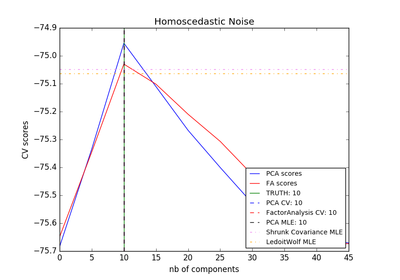 Homoscedastic Noise
−74.9
−75.0
−75.1
−75.2
−75.3
−75.4
−75.5
−75.6
−75.7
CV scores
0 5 10 15 20 25 30 35 40 45
nb of components
PCA scores
FA scores
TRUTH: 10
PCA CV: 10
FactorAnalysis CV: 10
PCA MLE: 10
Shrunk Covariance MLE
LedoitWolf MLE